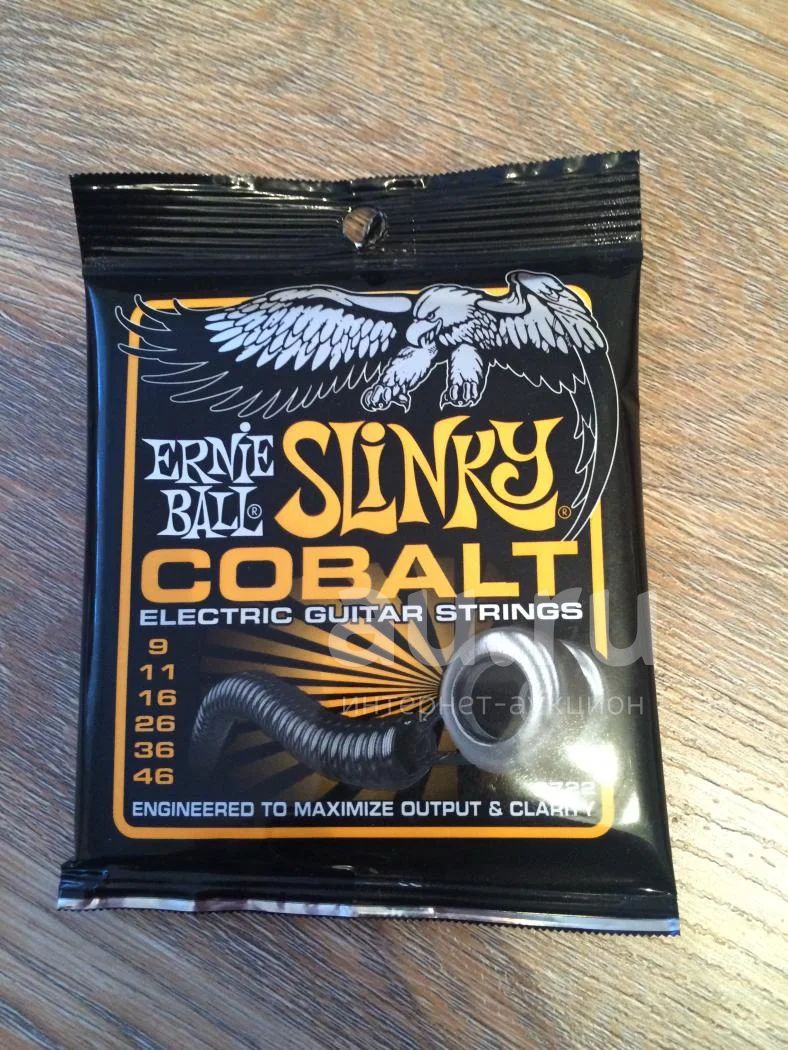 ERNIE BALL® SLINKY®
COBALT
ELECTRIC GUITAR STRINGS
9
11
16
26
36
46
au.ru
интернет-аукцион
ENGINEERED TO MAXIMIZE OUTPUT & CLARITY